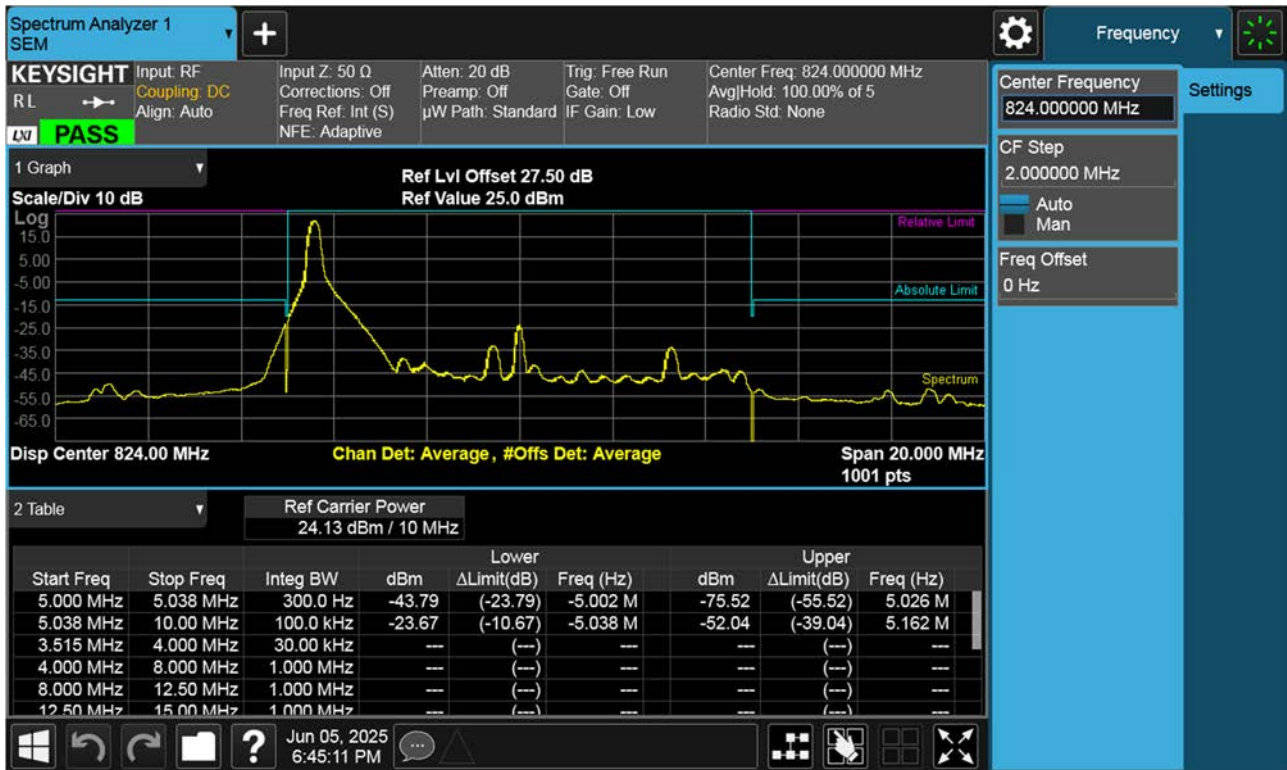 Spectrum Analyzer 1
SEM
Frequency
KEYSIGHT
RL
LXI
PASS
Input: RF
Coupling: DC
Align: Auto
Input Z: 50 Ω
Corrections: Off
Freq Ref: Int (S)
NFE: Adaptive
Atten: 20 dB
Preamp: Off
µW Path: Standard
Trig: Free Run
Gate: Off
IF Gain: Low
Center Freq: 824.000000 MHz
Avg|Hold: 100.00% of 5
Radio Std: None
Center Frequency
824.000000 MHz
Settings
CF Step
2.000000 MHz
Auto
Man
Freq Offset
0 Hz
1 Graph
Scale/Div 10 dB
Ref Lvl Offset 27.50 dB
Ref Value 25.0 dBm
Log
15.0
5.00
-5.00
-15.0
-25.0
-35.0
-45.0
-55.0
-65.0
Relative Limit
Absolute Limit
Spectrum
Disp Center 824.00 MHz
Chan Det: Average, #Offs Det: Average
Span 20.000 MHz
1001 pts
2 Table
Ref Carrier Power
24.13 dBm / 10 MHz
Lower Upper
Start Freq Stop Freq Integ BW dBm ΔLimit(dB) Freq (Hz) dBm ΔLimit(dB) Freq (Hz)
5.000 MHz 5.038 MHz 300.0 Hz -43.79 (-23.79) -5.002 M -75.52 (-55.52) 5.026 M
5.038 MHz 10.00 MHz 100.0 kHz -23.67 (-10.67) -5.038 M -52.04 (-39.04) 5.162 M
3.515 MHz 4.000 MHz 30.00 kHz --- (---) --- --- (---) ---
4.000 MHz 8.000 MHz 1.000 MHz --- (---) --- --- (---) ---
8.000 MHz 12.50 MHz 1.000 MHz --- (---) --- --- (---) ---
12.50 MHz 15.00 MHz 1.000 MHz --- (---) --- --- (---) ---
?
Jun 05, 2025
6:45:11 PM